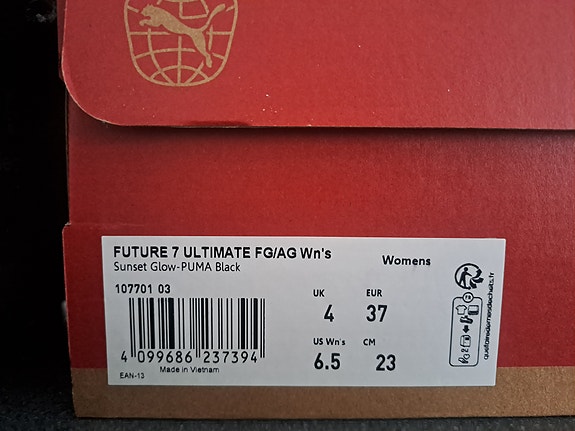 FUTURE 7 ULTIMATE FG/AG Wn's
Sunset Glow-PUMA Black
Womens
107701 03
4 099686 237394
EAN-13
Made in Vietnam
UK EUR
4 37
US Wn's CM
6.5 23
FR
quefairedemesdechets.fr